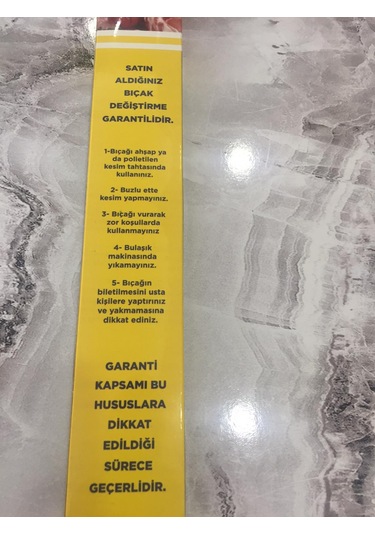 SATIN
ALDIĞINIZ
BIÇAK
DEĞİŞTİRME
GARANTİLİDİR.
1-Bıçağı ahşap ya
da polietilen
kesim tahtasında
kullanınız.
2- Buzlu ette
kesim yapmayınız.
3- Bıçağı vurarak
zor koşullarda
kullanmayınız
4- Bulaşık
makinasında
yıkamayınız.
5- Bıçağın
biletilmesini usta
kişilere yaptırınız
ve yakmamasına
dikkat ediniz.
GARANTİ
KAPSAMI BU
HUSUSLARA
DİKKAT
EDİLDİĞİ
SÜRECE
GEÇERLİDİR.